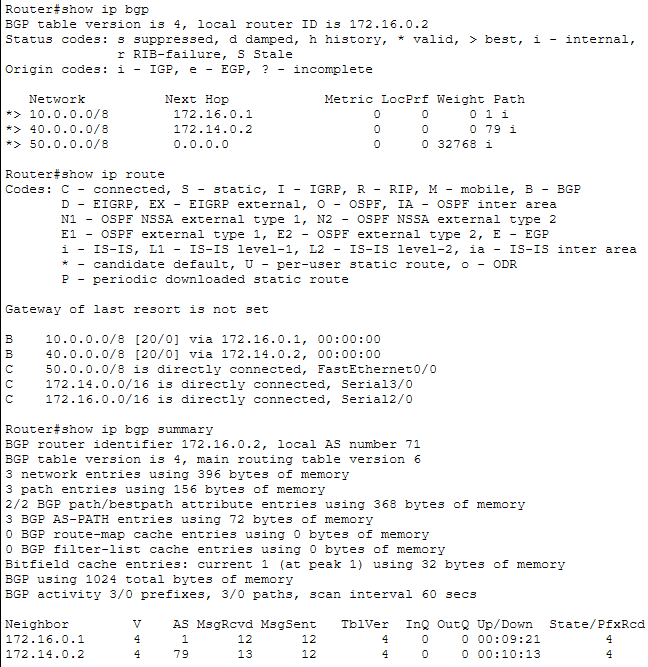 Router#show ip bgp
BGP table version is 4, local router ID is 172.16.0.2
Status codes: s suppressed, d damped, h history, * valid, > best, i - internal,
              r RIB-failure, S Stale
Origin codes: i - IGP, e - EGP, ? - incomplete

   Network          Next Hop            Metric LocPrf Weight Path
*> 10.0.0.0/8        172.16.0.1               0     0     0 1 i
*> 40.0.0.0/8        172.14.0.2               0     0     0 79 i
*> 50.0.0.0/8        0.0.0.0                  0     0 32768 i

Router#show ip route
Codes: C - connected, S - static, I - IGRP, R - RIP, M - mobile, B - BGP
       D - EIGRP, EX - EIGRP external, O - OSPF, IA - OSPF inter area
       N1 - OSPF NSSA external type 1, N2 - OSPF NSSA external type 2
       E1 - OSPF external type 1, E2 - OSPF external type 2, E - EGP
       i - IS-IS, L1 - IS-IS level-1, L2 - IS-IS level-2, ia - IS-IS inter area
       * - candidate default, U - per-user static route, o - ODR
       P - periodic downloaded static route

Gateway of last resort is not set

B    10.0.0.0/8 [20/0] via 172.16.0.1, 00:00:00
B    40.0.0.0/8 [20/0] via 172.14.0.2, 00:00:00
C    50.0.0.0/8 is directly connected, FastEthernet0/0
C    172.14.0.0/16 is directly connected, Serial3/0
C    172.16.0.0/16 is directly connected, Serial2/0

Router#show ip bgp summary
BGP router identifier 172.16.0.2, local AS number 71
BGP table version is 4, main routing table version 6
3 network entries using 396 bytes of memory
3 path entries using 156 bytes of memory
2/2 BGP path/bestpath attribute entries using 368 bytes of memory
3 BGP AS-PATH entries using 72 bytes of memory
0 BGP route-map cache entries using 0 bytes of memory
0 BGP filter-list cache entries using 0 bytes of memory
Bitfield cache entries: current 1 (at peak 1) using 32 bytes of memory
BGP using 1024 total bytes of memory
BGP activity 3/0 prefixes, 3/0 paths, scan interval 60 secs

Neighbor        V    AS MsgRcvd MsgSent   TblVer  InQ OutQ Up/Down  State/PfxRcd
172.16.0.1      4     1      12      12        4    0    0 00:09:21            4
172.14.0.2      4    79      13      12        4    0    0 00:10:13            4